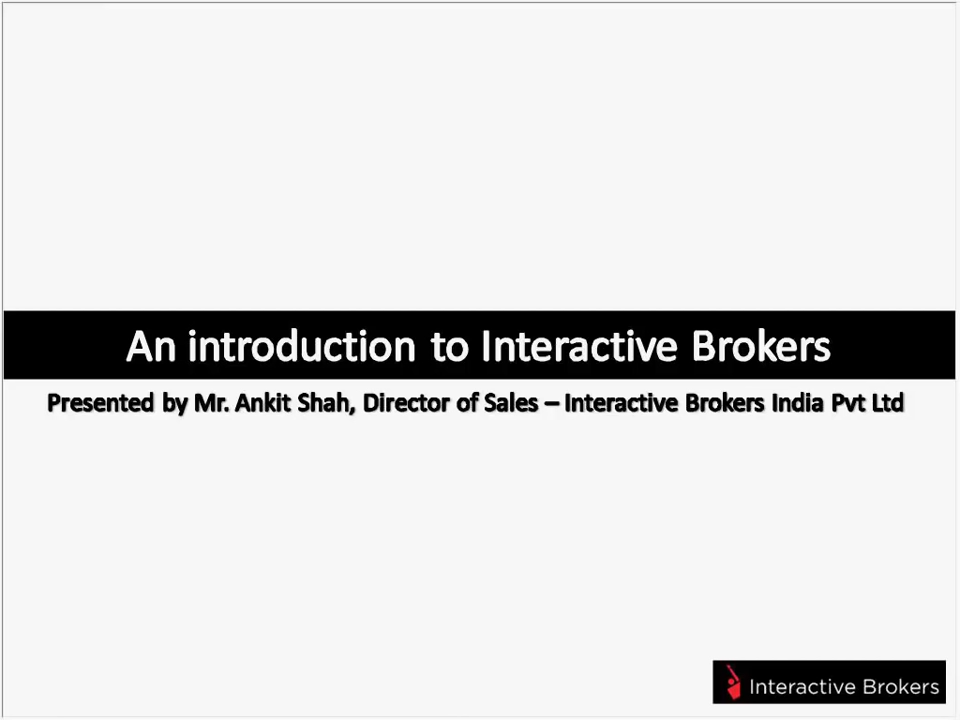 An introduction to Interactive Brokers
Presented by Mr. Ankit Shah, Director of Sales – Interactive Brokers India Pvt Ltd
Interactive Brokers